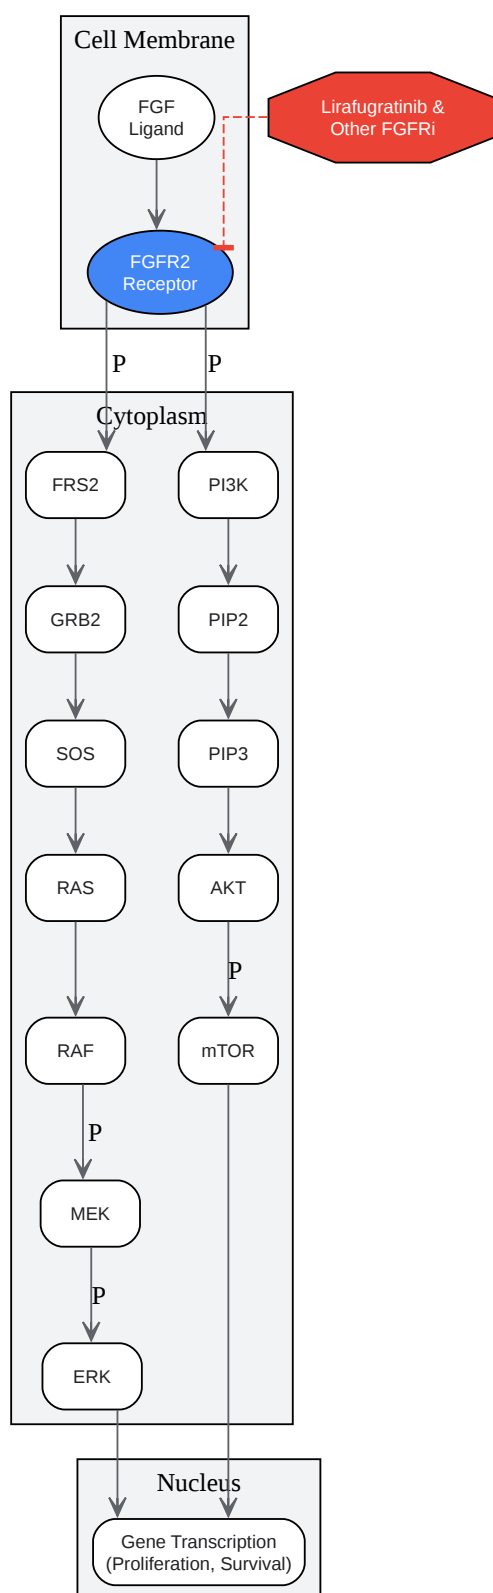 Cell Membrane
FGF
Ligand
Lirafugratinib &
Other FGFRi
FGFR2
Receptor
P
P
Cytoplasm
FRS2
PI3K
GRB2
PIP2
SOS
PIP3
RAS
AKT
P
RAF
mTOR
P
MEK
P
ERK
Nucleus
Gene Transcription
(Proliferation, Survival)